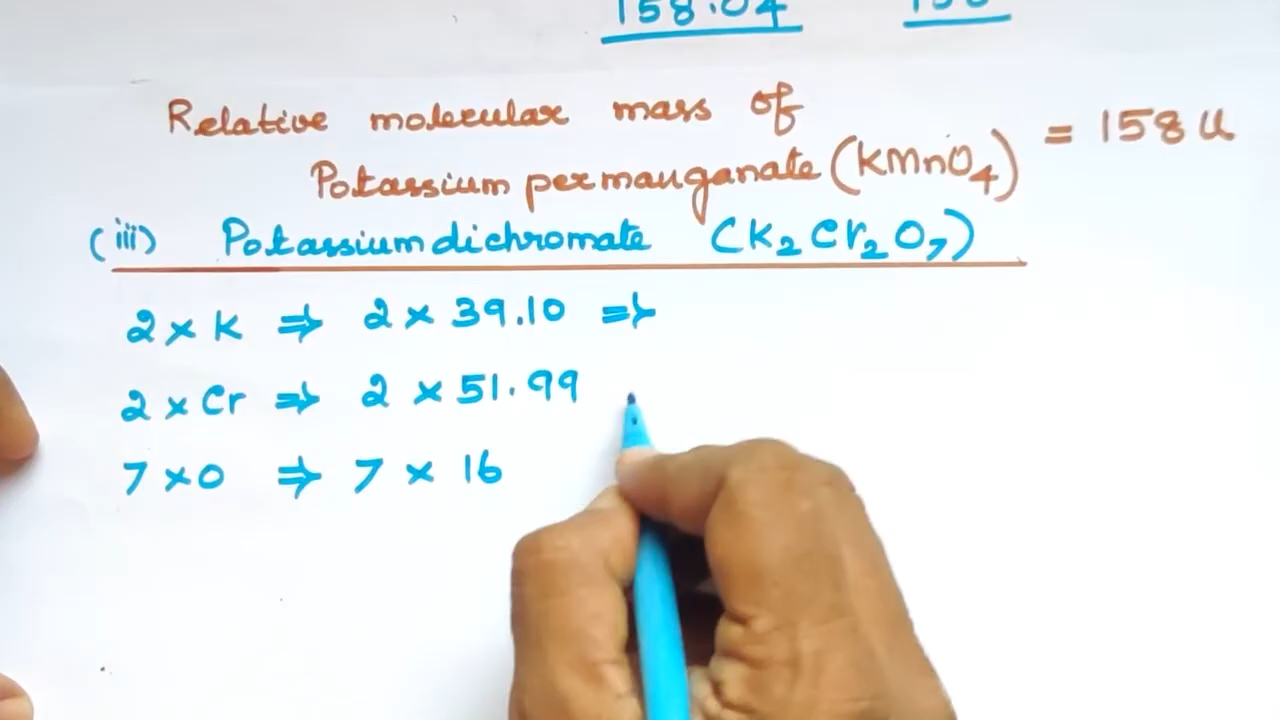 158.04
Relative molecular mass of
Potassium permanganate (KMnO₄) = 158 u
(iii) Potassium dichromate (K₂Cr₂O₇)
2 × K ⇒ 2 × 39.10 ⇒
2 × Cr ⇒ 2 × 51.99
7 × O ⇒ 7 × 16